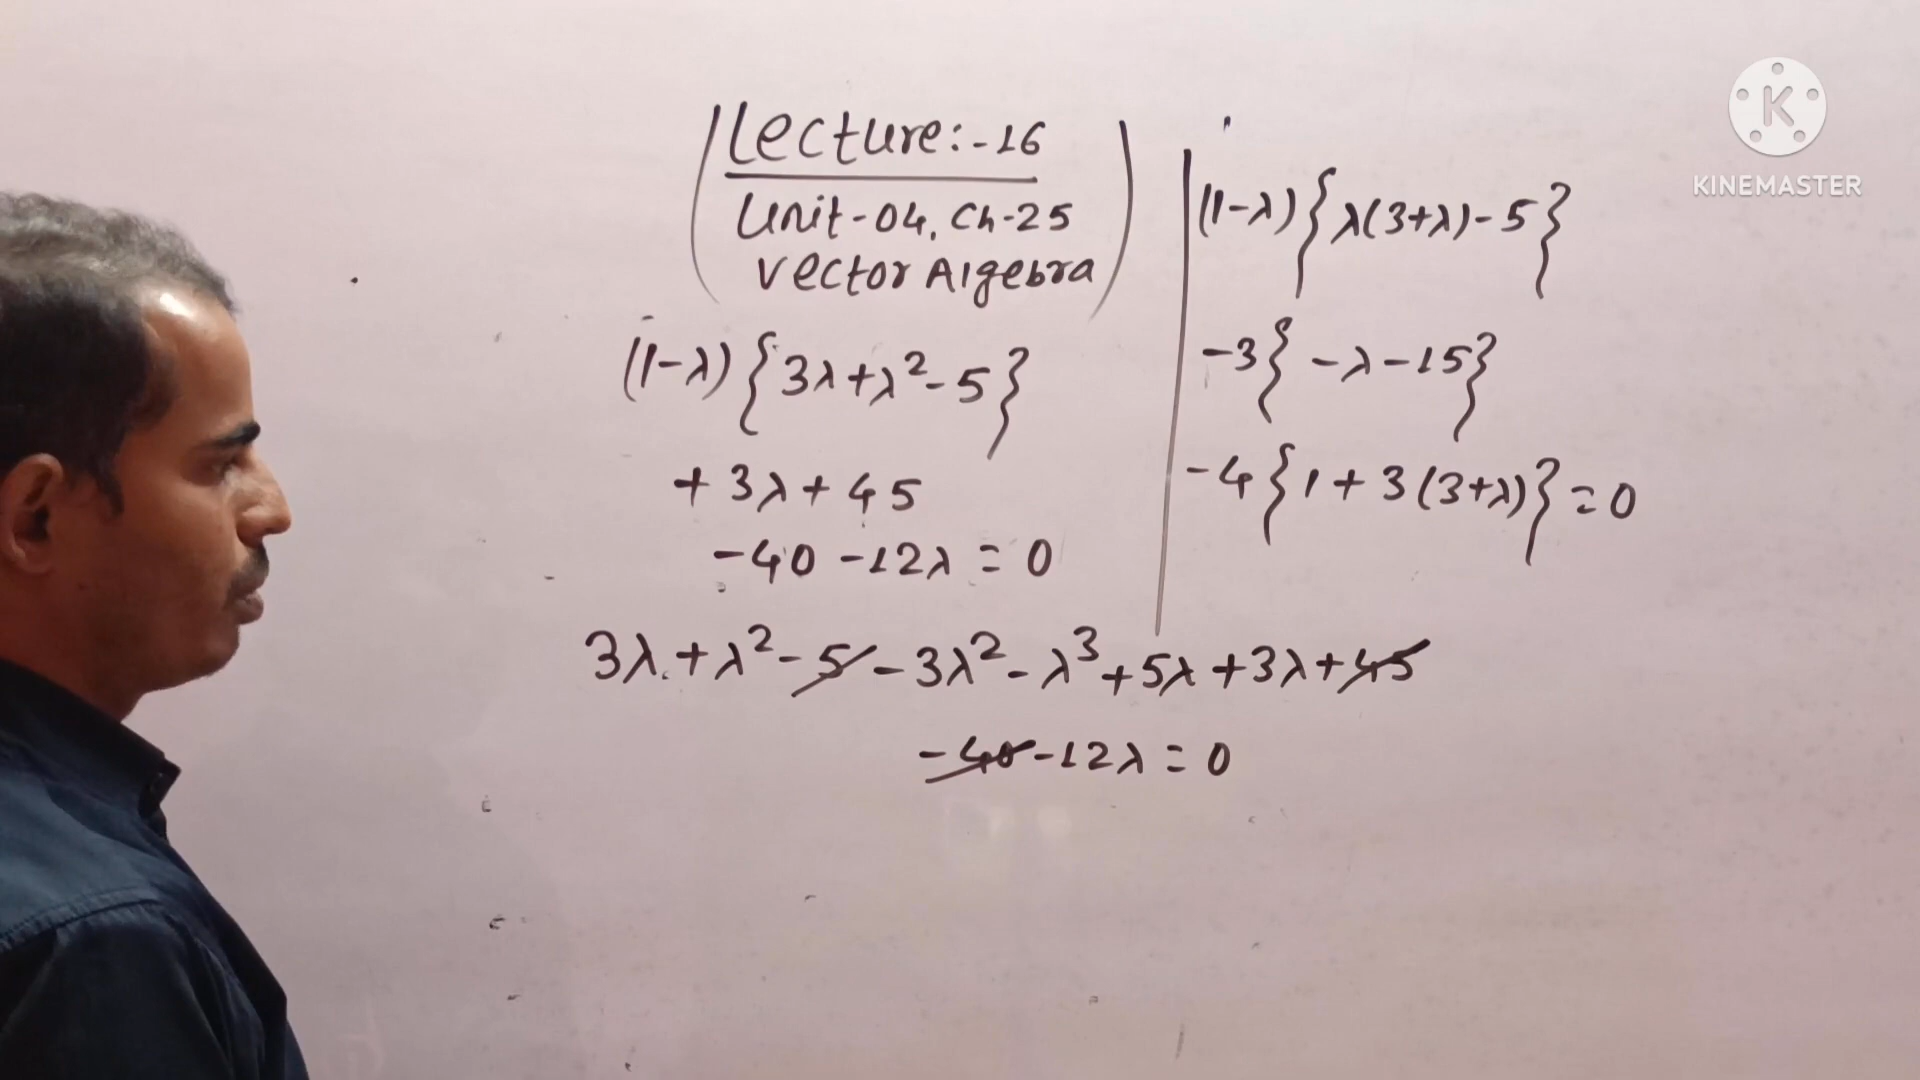 Lecture:-16
Unit-04, Ch-25
Vector Algebra
(1-λ){λ(3+λ)-5}
-3{-λ-15}
-4{1+3(3+λ)}=0
(1-λ){3λ+λ²-5}
+3λ+45
-40-12λ=0
3λ+λ²-5-3λ²-λ³+5λ+3λ+45
-40-12λ=0
K
KINEMASTER